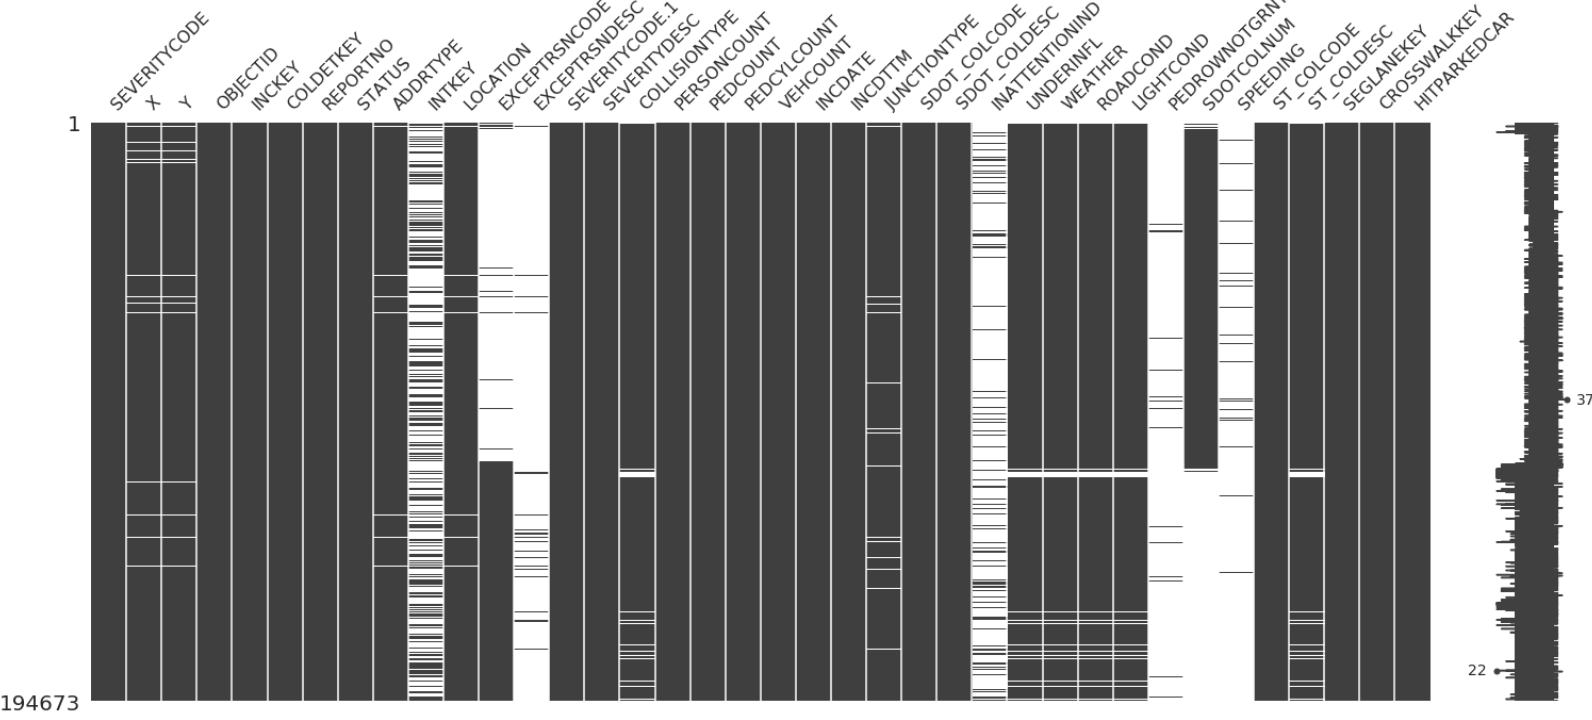 SEVERITYCODE
X
Y
OBJECTID
INCKEY
COLDETKEY
REPORTNO
STATUS
ADDRTYPE
INTKEY
LOCATION
EXCEPTRSNCODE
EXCEPTRSNDESC
SEVERITYCODE.1
SEVERITYDESC
COLLISIONTYPE
PERSONCOUNT
PEDCOUNT
PEDCYLCOUNT
VEHCOUNT
INCDATE
INCDTTM
JUNCTIONTYPE
SDOT_COLCODE
SDOT_COLDESC
INATTENTIONIND
UNDERINFL
WEATHER
ROADCOND
LIGHTCOND
PEDROWNOTGRNT
SDOTCOLNUM
SPEEDING
ST_COLCODE
ST_COLDESC
SEGLANEKEY
CROSSWALKKEY
HITPARKEDCAR
1
37
22
194673